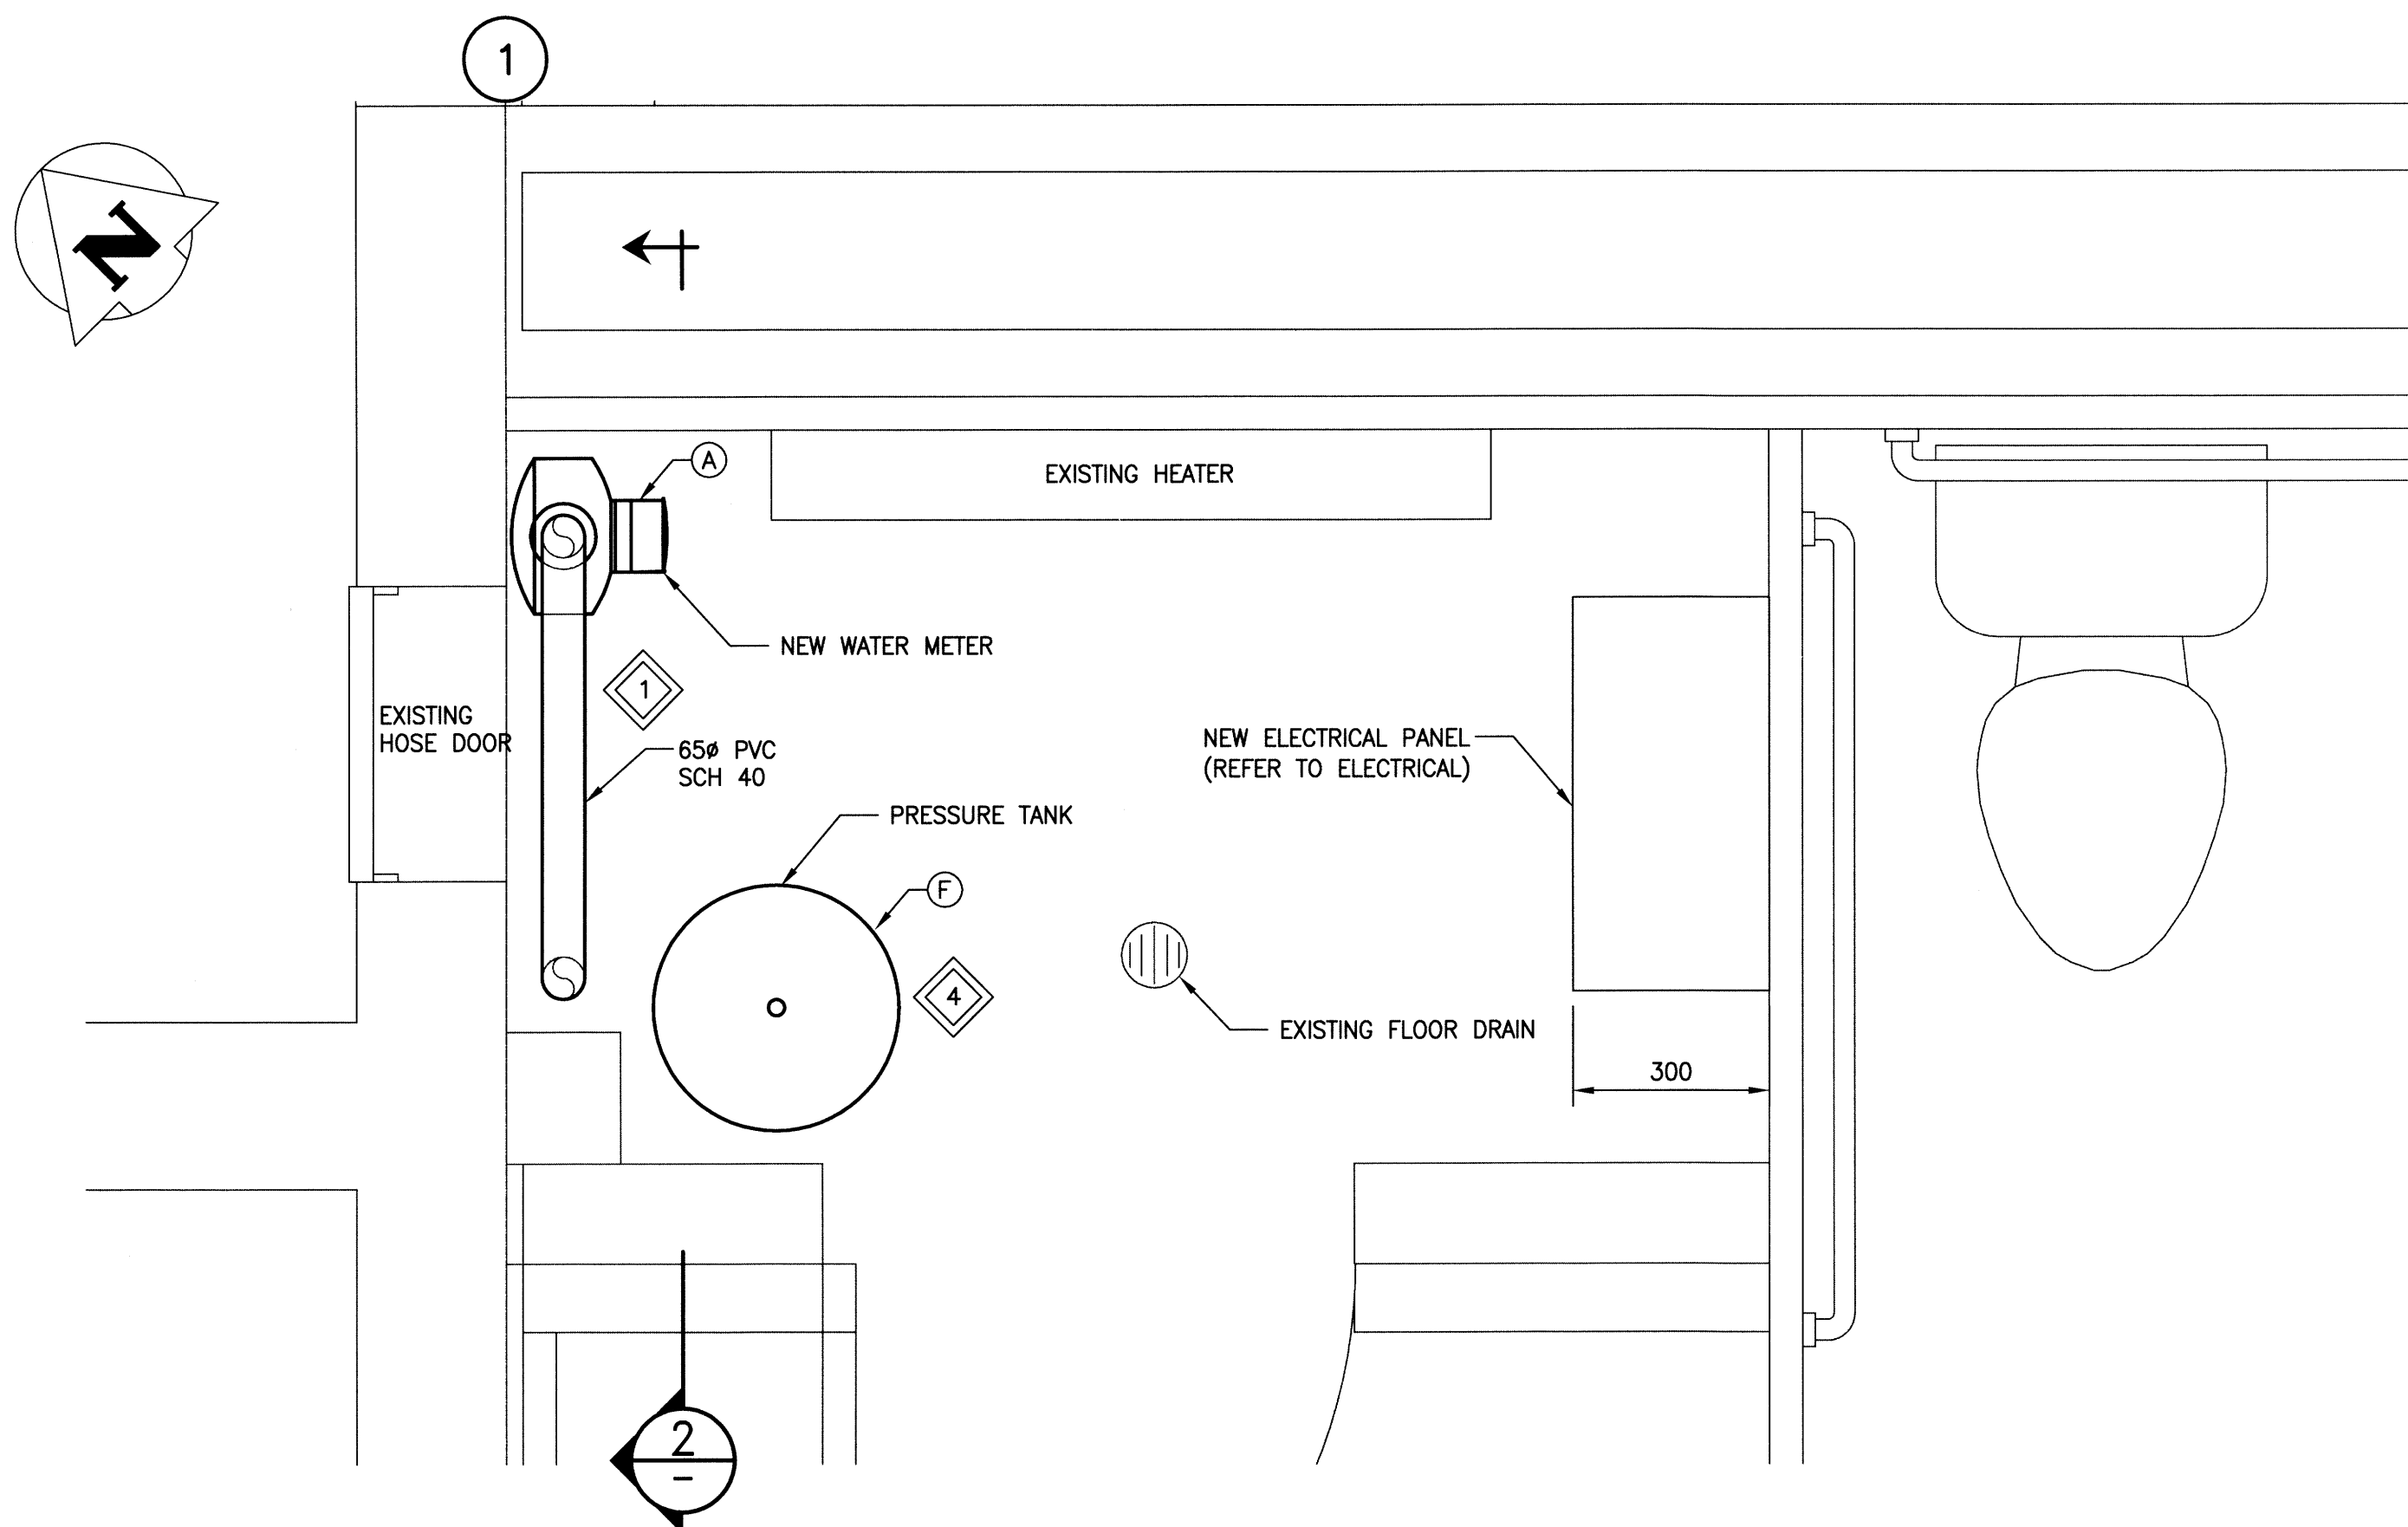 1
N
A
EXISTING HEATER
NEW WATER METER
1
EXISTING
HOSE DOOR
65ø PVC
SCH 40
NEW ELECTRICAL PANEL
(REFER TO ELECTRICAL)
PRESSURE TANK
F
4
EXISTING FLOOR DRAIN
300
2
-